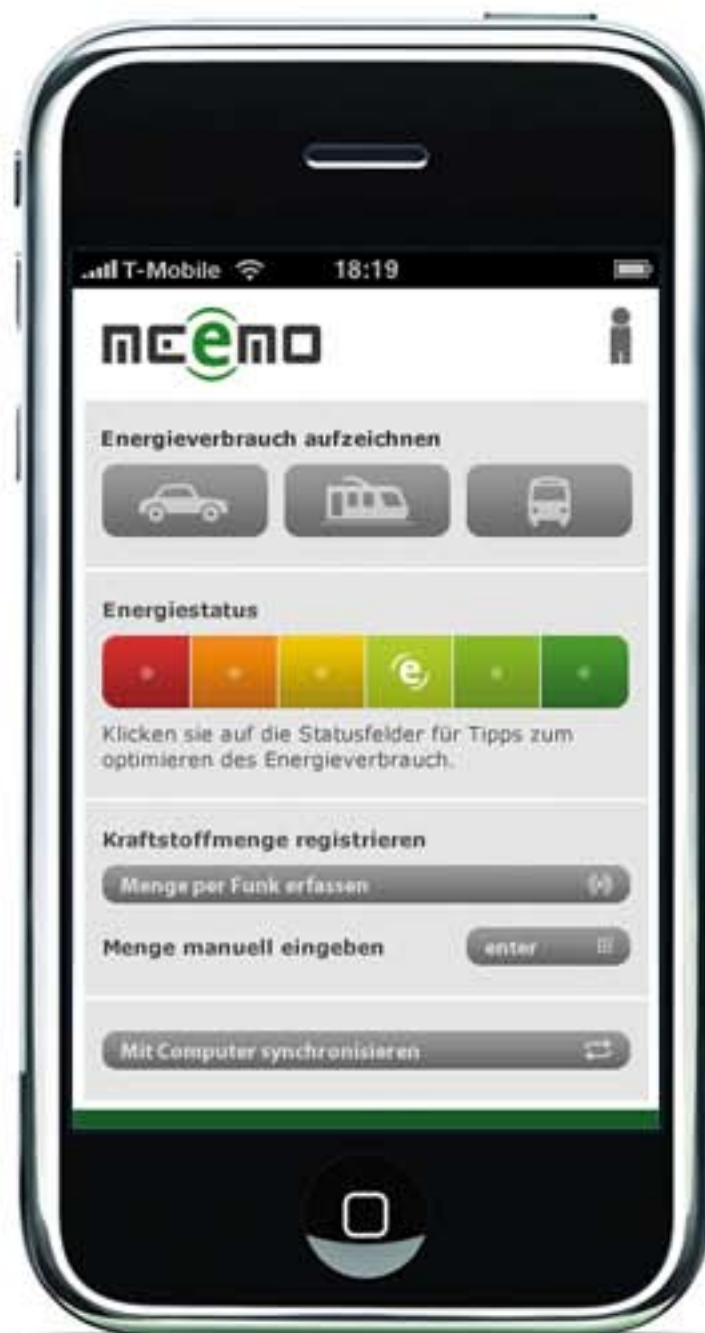 T-Mobile 18:19
mceemo
Energieverbrauch aufzeichnen
Energiestatus
e
Klicken sie auf die Statusfelder für Tipps zum
optimieren des Energieverbrauch.
Kraftstoffmenge registrieren
Menge per Funk erfassen
Menge manuell eingeben enter
Mit Computer synchronisieren